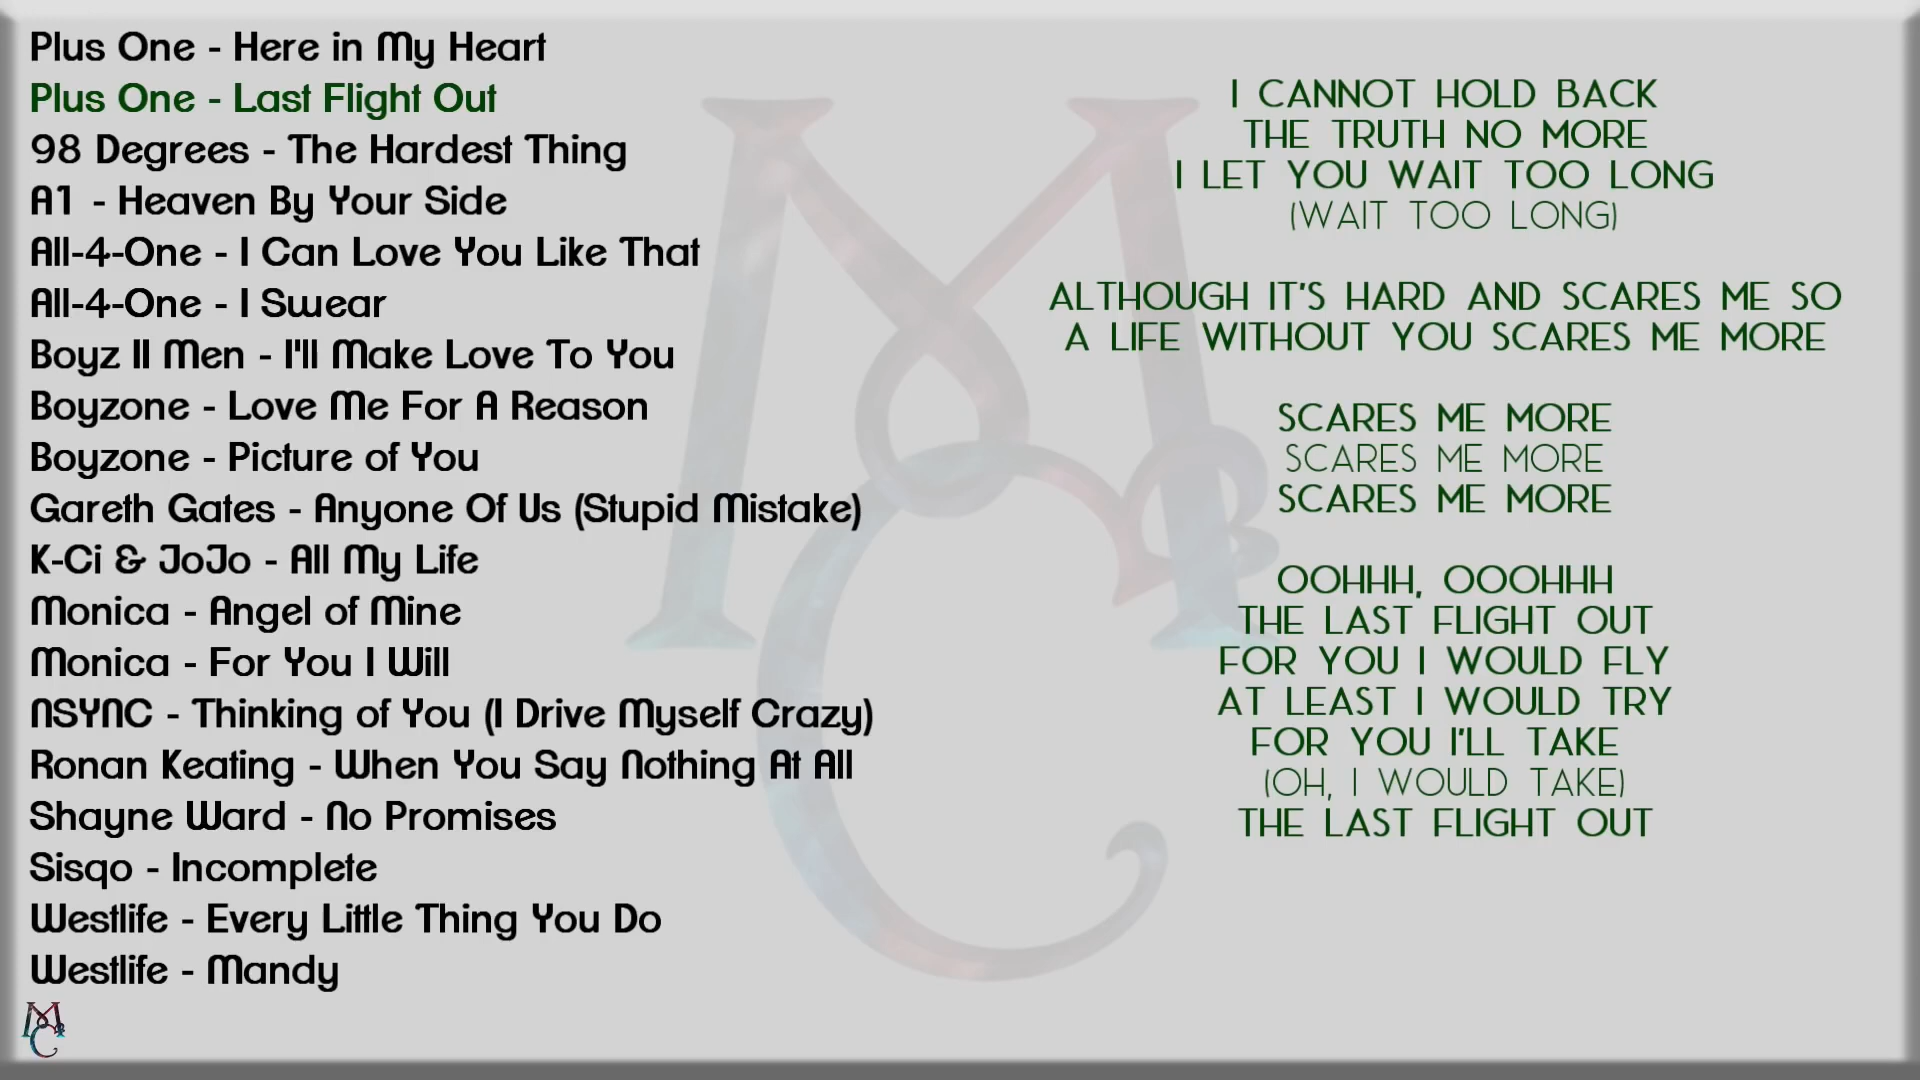 Plus One - Here in My Heart
Plus One - Last Flight Out
98 Degrees - The Hardest Thing
A1 - Heaven By Your Side
All-4-One - I Can Love You Like That
All-4-One - I Swear
Boyz II Men - I'll Make Love To You
Boyzone - Love Me For A Reason
Boyzone - Picture of You
Gareth Gates - Anyone Of Us (Stupid Mistake)
K-Ci & JoJo - All My Life
Monica - Angel of Mine
Monica - For You I Will
NSYNC - Thinking of You (I Drive Myself Crazy)
Ronan Keating - When You Say Nothing At All
Shayne Ward - No Promises
Sisqo - Incomplete
Westlife - Every Little Thing You Do
Westlife - Mandy
I CANNOT HOLD BACK
THE TRUTH NO MORE
I LET YOU WAIT TOO LONG
(WAIT TOO LONG)
ALTHOUGH IT'S HARD AND SCARES ME SO
A LIFE WITHOUT YOU SCARES ME MORE
SCARES ME MORE
SCARES ME MORE
SCARES ME MORE
OOHHH, OOOHHH
THE LAST FLIGHT OUT
FOR YOU I WOULD FLY
AT LEAST I WOULD TRY
FOR YOU I'LL TAKE
(OH, I WOULD TAKE)
THE LAST FLIGHT OUT